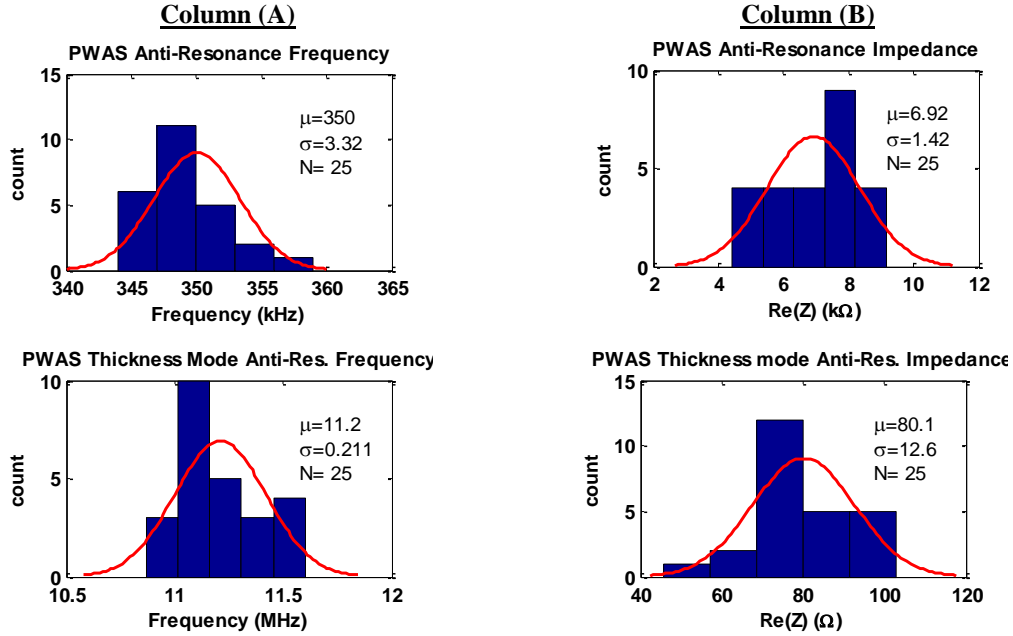 Column (A)
Column (B)
PWAS Anti-Resonance Frequency
15
10
5
0
count
μ=350
σ=3.32
N= 25
340
345
350
355
360
365
Frequency (kHz)
PWAS Anti-Resonance Impedance
10
5
0
count
μ=6.92
σ=1.42
N= 25
2
4
6
8
10
12
Re(Z) (kΩ)
PWAS Thickness Mode Anti-Res. Frequency
10
5
0
count
μ=11.2
σ=0.211
N= 25
10.5
11
11.5
12
Frequency (MHz)
PWAS Thickness mode Anti-Res. Impedance
15
10
5
0
count
μ=80.1
σ=12.6
N= 25
40
60
80
100
120
Re(Z) (Ω)